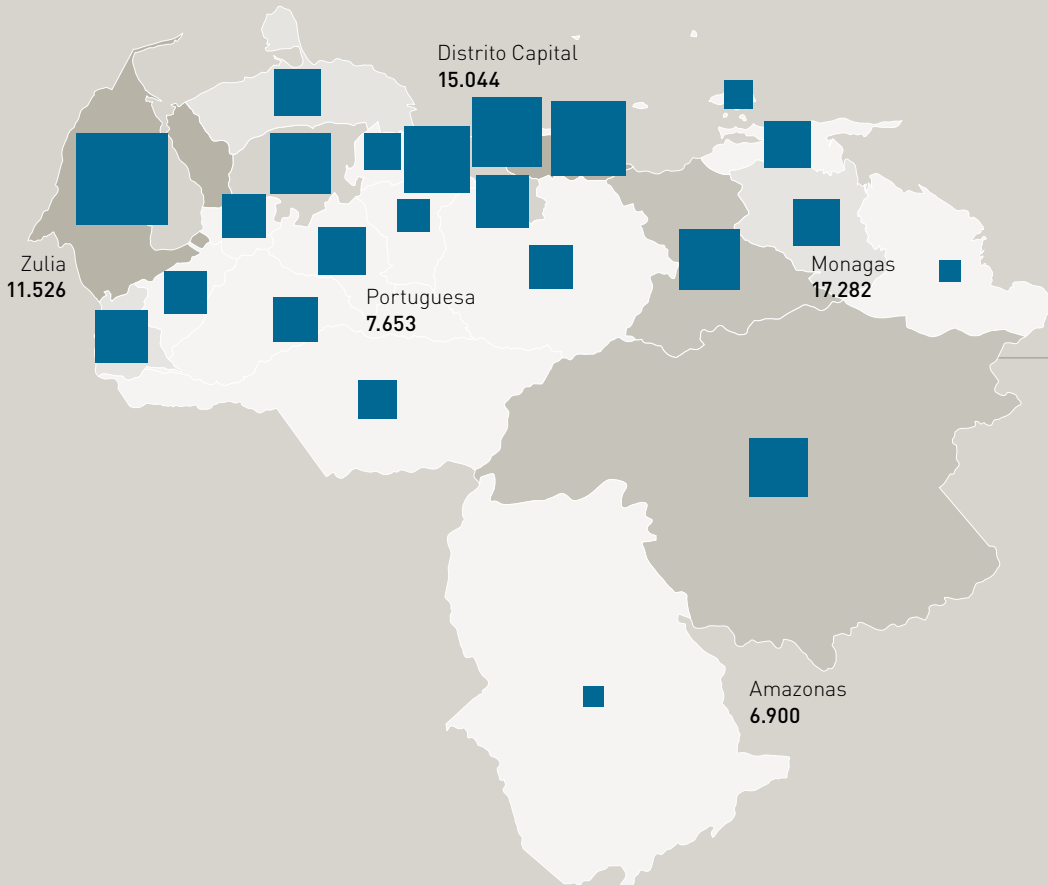 Distrito Capital
15.044
Zulia
11.526
Monagas
17.282
Portuguesa
7.653
Amazonas
6.900